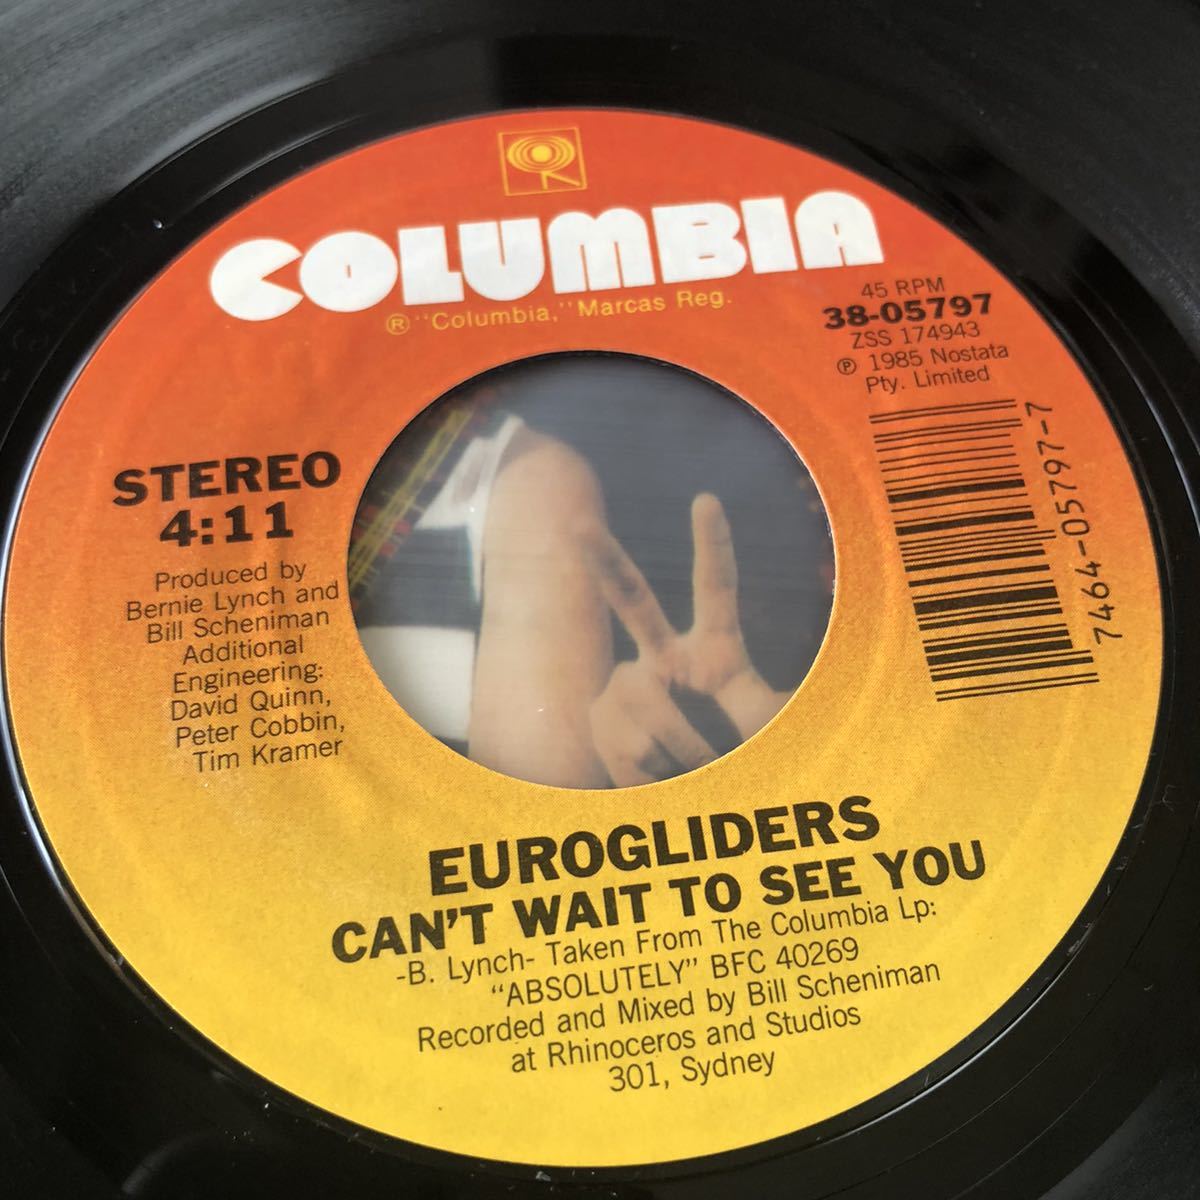 COLUMBIA
® "Columbia," Marcas Reg.
45 RPM
38-05797
ZSS 174943
℗ 1985 Nostata
Pty. Limited
7464-05797-7
STEREO
4:11
Produced by
Bernie Lynch and
Bill Scheniman
Additional
Engineering:
David Quinn,
Peter Cobbin,
Tim Kramer
EUROGLIDERS
CAN'T WAIT TO SEE YOU
-B. Lynch- Taken From The Columbia Lp:
"ABSOLUTELY" BFC 40269
Recorded and Mixed by Bill Scheniman
at Rhinoceros and Studios
301, Sydney